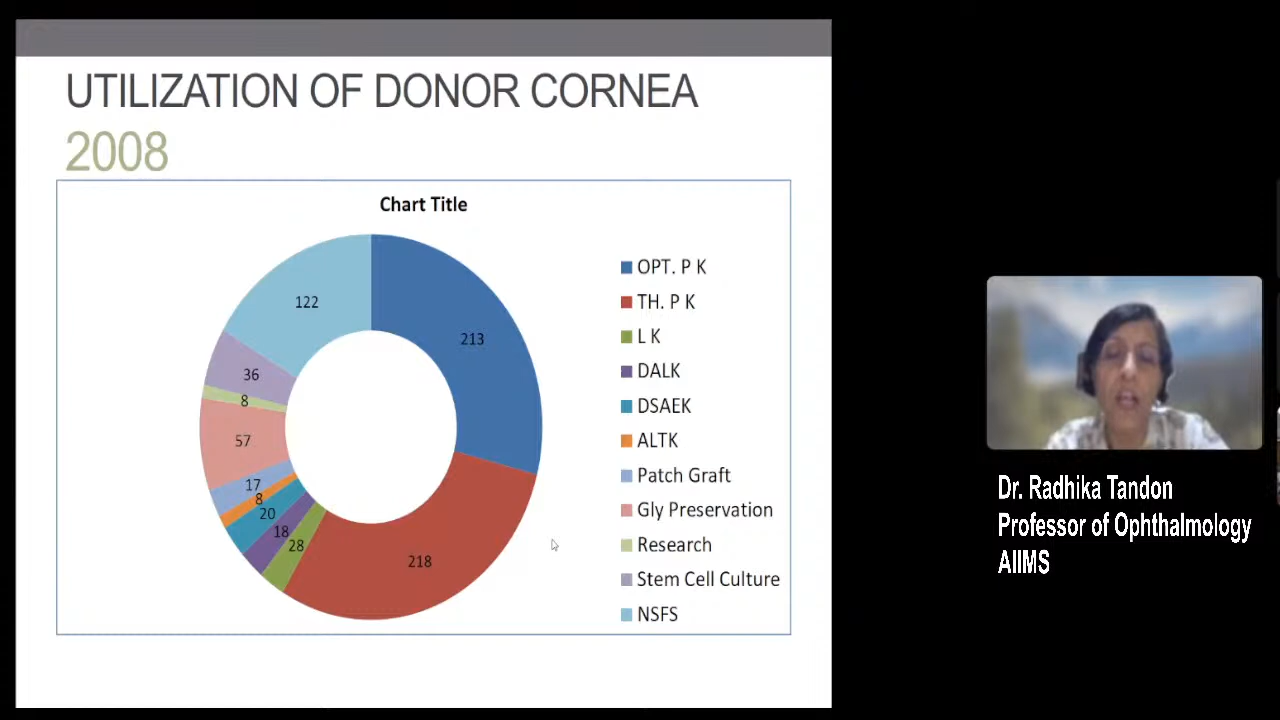 UTILIZATION OF DONOR CORNEA
2008
Chart Title
213
218
28
18
20
8
17
57
8
36
122
OPT. P K
TH. P K
L K
DALK
DSAEK
ALTK
Patch Graft
Gly Preservation
Research
Stem Cell Culture
NSFS
Dr. Radhika Tandon
Professor of Ophthalmology
AIIMS